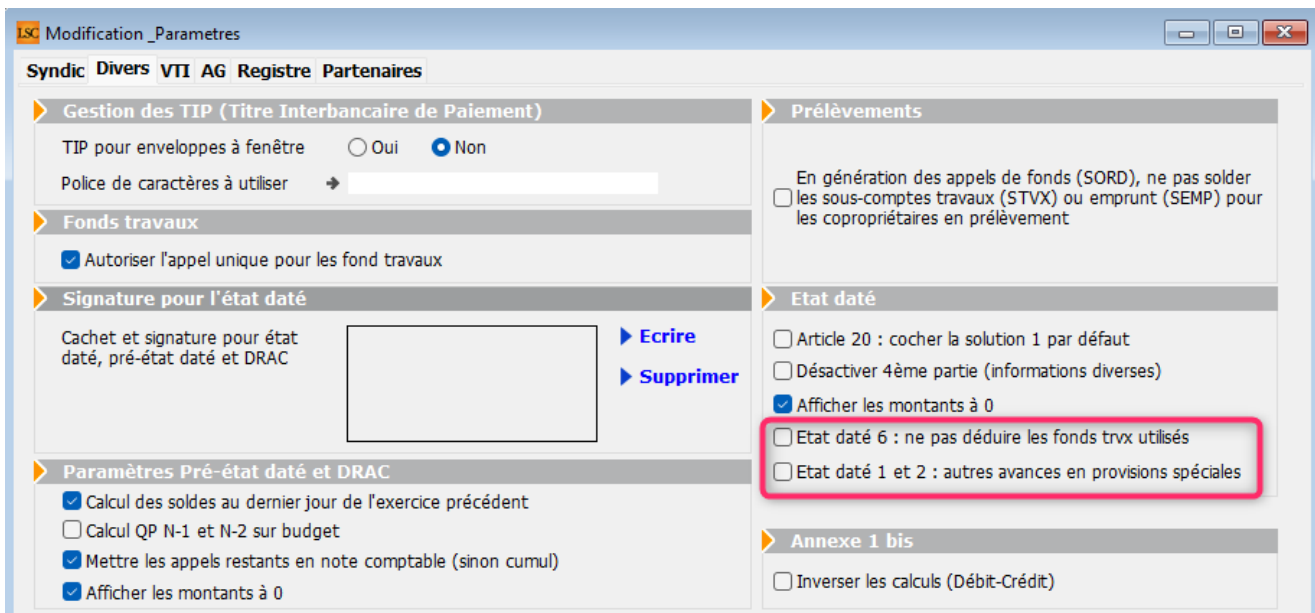 LSC Modification _Parametres
Syndic Divers VTI AG Registre Partenaires
Gestion des TIP (Titre Interbancaire de Paiement)
TIP pour enveloppes à fenêtre Oui Non
Police de caractères à utiliser
Fonds travaux
Autoriser l'appel unique pour les fond travaux
Signature pour l'état daté
Cachet et signature pour état
daté, pré-état daté et DRAC
Ecrire
Supprimer
Paramètres Pré-état daté et DRAC
Calcul des soldes au dernier jour de l'exercice précédent
Calcul QP N-1 et N-2 sur budget
Mettre les appels restants en note comptable (sinon cumul)
Afficher les montants à 0
Prélèvements
En génération des appels de fonds (SORD), ne pas solder
les sous-comptes travaux (STVX) ou emprunt (SEMP) pour
les copropriétaires en prélèvement
Etat daté
Article 20 : cocher la solution 1 par défaut
Désactiver 4ème partie (informations diverses)
Afficher les montants à 0
Etat daté 6 : ne pas déduire les fonds trvx utilisés
Etat daté 1 et 2 : autres avances en provisions spéciales
Annexe 1 bis
Inverser les calculs (Débit-Crédit)